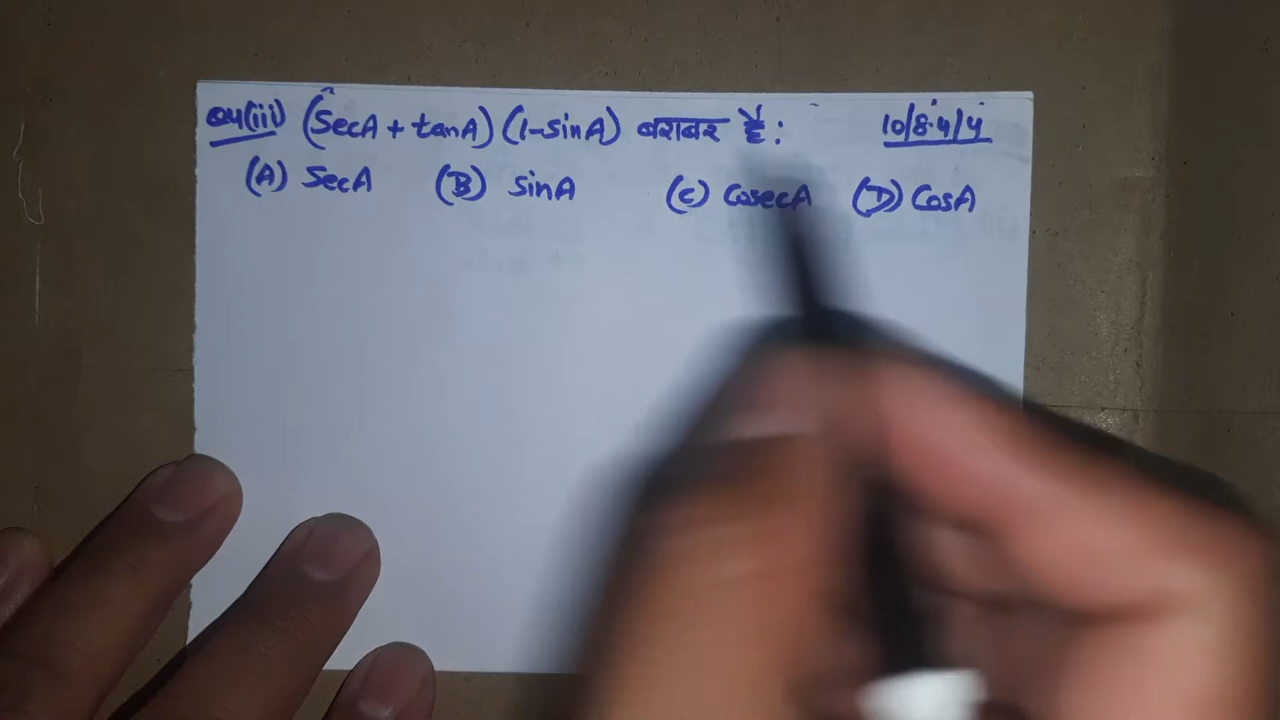 Q4(iii) (SecA + tanA) (1-sinA) बराबर है: 10/8.4/4
(A) SecA (B) sinA (C) CosecA (D) CosA